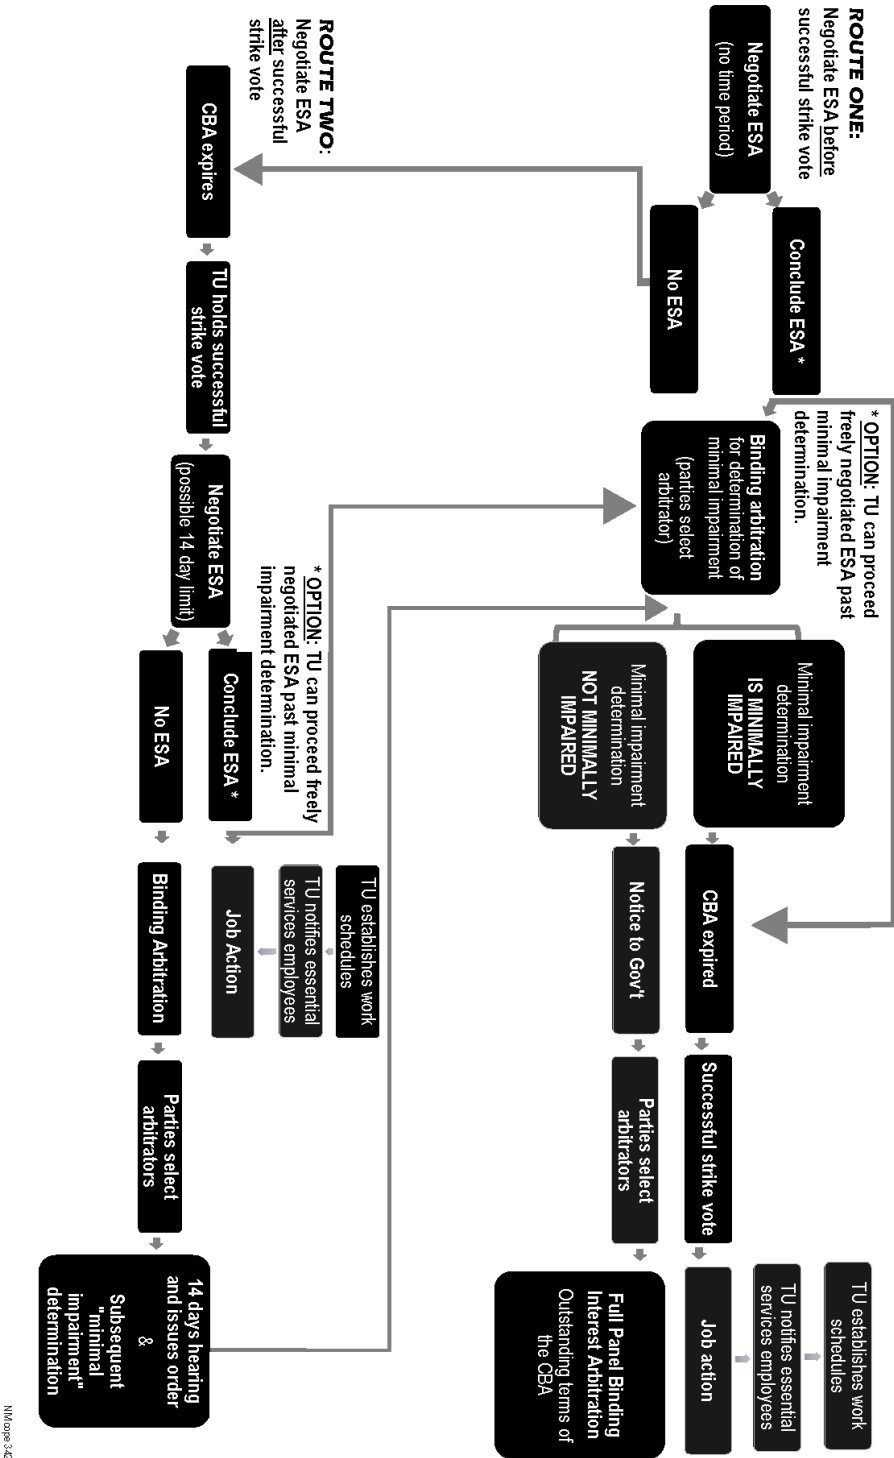 ROUTE ONE:
Negotiate ESA before
successful strike vote
Negotiate ESA
(no time period)
Conclude ESA *
No ESA
* OPTION: TU can proceed
freely negotiated ESA past
minimal impairment
determination.
Binding arbitration
for determination of
minimal impairment
(parties select
arbitrator)
Minimal impairment
determination
IS MINIMALLY
IMPAIRED
Minimal impairment
determination
NOT MINIMALLY
IMPAIRED
CBA expired
Successful strike vote
Job action
TU notifies essential
services employees
TU establishes work
schedules
Notice to Gov't
Parties select
arbitrators
Full Panel Binding
Interest Arbitration
Outstanding terms of
the CBA
ROUTE TWO:
Negotiate ESA
after successful
strike vote
CBA expires
TU holds successful
strike vote
Negotiate ESA
(possible 14 day limit)
* OPTION: TU can proceed freely
negotiated ESA past minimal
impairment determination.
Conclude ESA *
No ESA
TU establishes work
schedules
TU notifies essential
services employees
Job Action
Binding Arbitration
Parties select
arbitrators
14 days hearing
and issues order
&
Subsequent
"minimal
impairment"
determination
NM cope 342